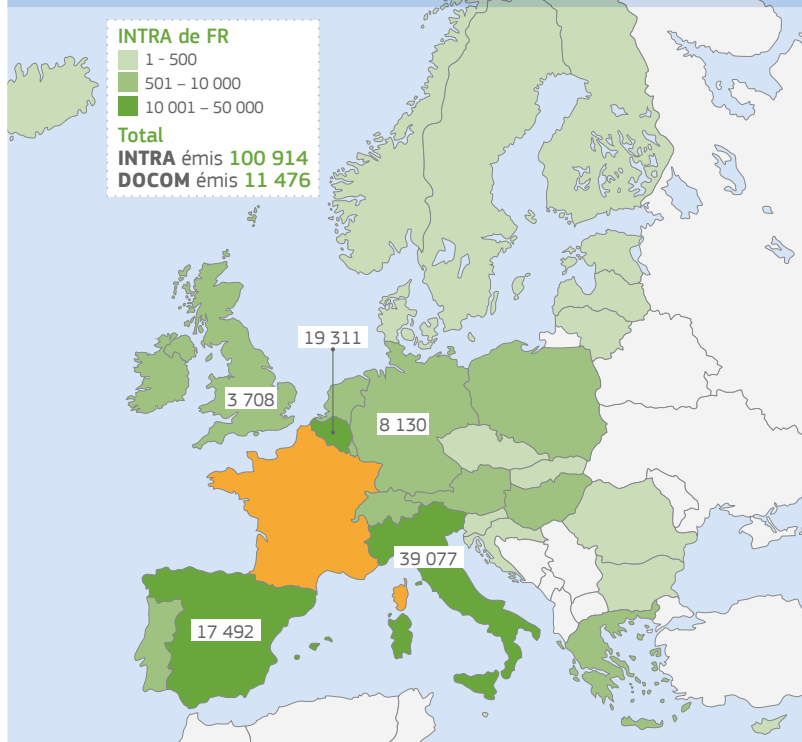 INTRA de FR
1 - 500
501 – 10 000
10 001 – 50 000
Total
INTRA émis 100 914
DOCOM émis 11 476
19 311
3 708
8 130
39 077
17 492